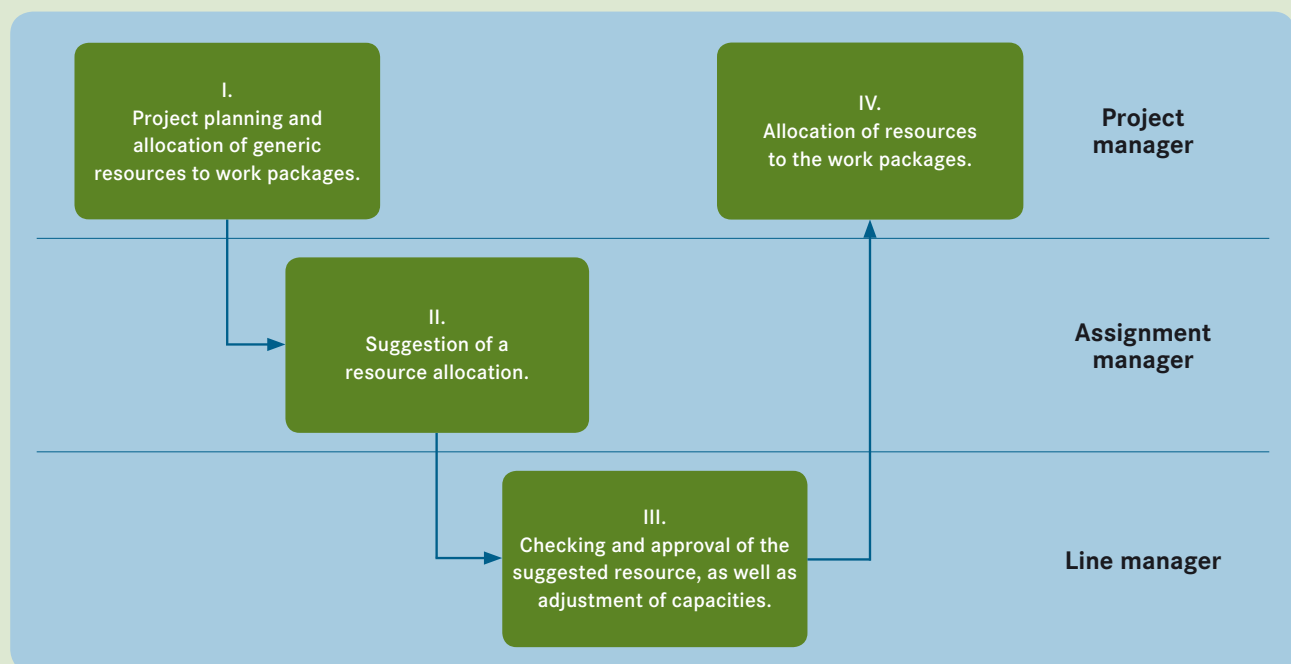 I.
Project planning and
allocation of generic
resources to work packages.
IV.
Allocation of resources
to the work packages.
Project
manager
II.
Suggestion of a
resource allocation.
Assignment
manager
III.
Checking and approval of the
suggested resource, as well as
adjustment of capacities.
Line manager